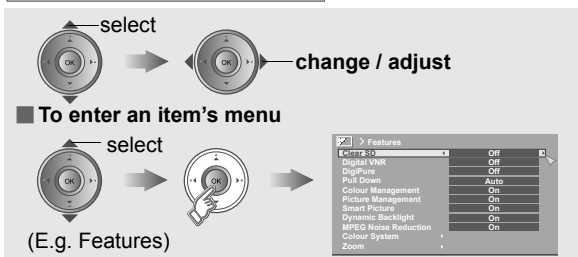 select
OK
OK
change / adjust
To enter an item's menu
select
OK
OK
(E.g. Features)
> Features
Clear SD Off
Digital VNR Off
DigiPure Off
Pull Down Auto
Colour Management On
Picture Management On
Smart Picture On
Dynamic Backlight On
MPEG Noise Reduction On
Colour System
Zoom